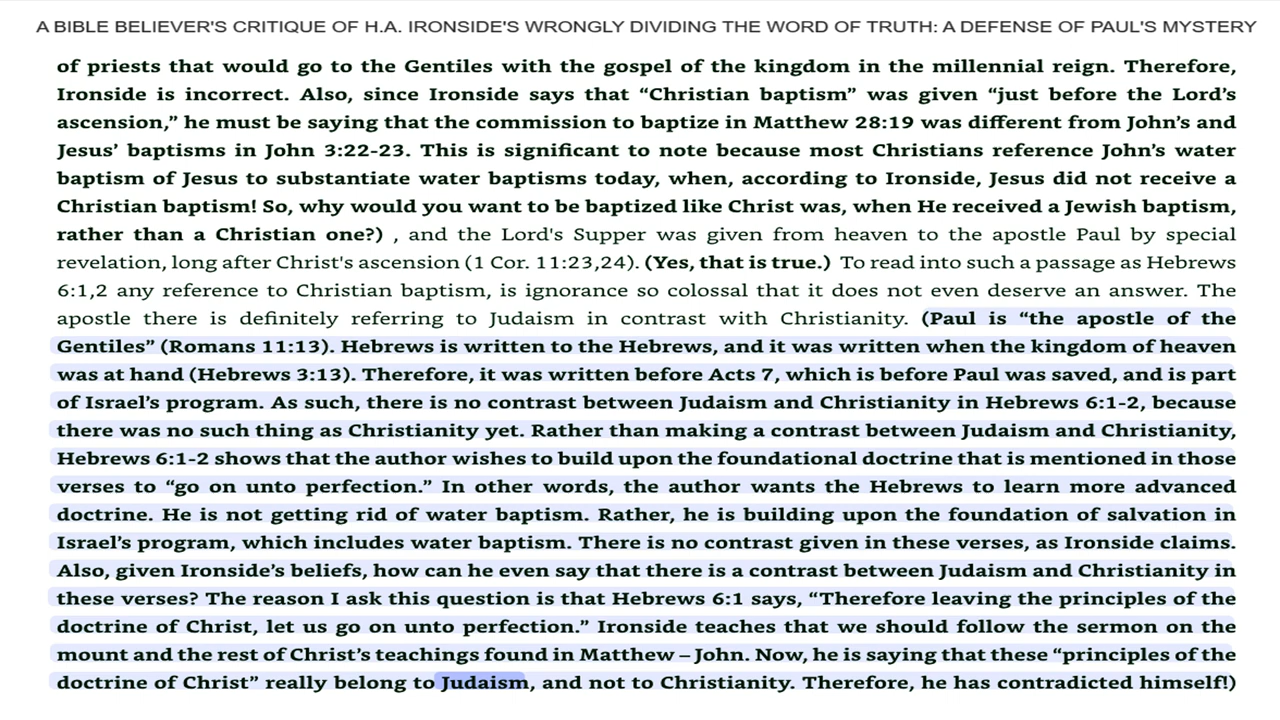 A BIBLE BELIEVER'S CRITIQUE OF H.A. IRONSIDE'S WRONGLY DIVIDING THE WORD OF TRUTH: A DEFENSE OF PAUL'S MYSTERY
of priests that would go to the Gentiles with the gospel of the kingdom in the millennial reign. Therefore,
Ironside is incorrect. Also, since Ironside says that “Christian baptism” was given “just before the Lord’s
ascension,” he must be saying that the commission to baptize in Matthew 28:19 was different from John’s and
Jesus’ baptisms in John 3:22-23. This is significant to note because most Christians reference John’s water
baptism of Jesus to substantiate water baptisms today, when, according to Ironside, Jesus did not receive a
Christian baptism! So, why would you want to be baptized like Christ was, when He received a Jewish baptism,
rather than a Christian one?) , and the Lord's Supper was given from heaven to the apostle Paul by special
revelation, long after Christ's ascension (1 Cor. 11:23,24). (Yes, that is true.) To read into such a passage as Hebrews
6:1,2 any reference to Christian baptism, is ignorance so colossal that it does not even deserve an answer. The
apostle there is definitely referring to Judaism in contrast with Christianity. (Paul is “the apostle of the
Gentiles” (Romans 11:13). Hebrews is written to the Hebrews, and it was written when the kingdom of heaven
was at hand (Hebrews 3:13). Therefore, it was written before Acts 7, which is before Paul was saved, and is part
of Israel’s program. As such, there is no contrast between Judaism and Christianity in Hebrews 6:1-2, because
there was no such thing as Christianity yet. Rather than making a contrast between Judaism and Christianity,
Hebrews 6:1-2 shows that the author wishes to build upon the foundational doctrine that is mentioned in those
verses to “go on unto perfection.” In other words, the author wants the Hebrews to learn more advanced
doctrine. He is not getting rid of water baptism. Rather, he is building upon the foundation of salvation in
Israel’s program, which includes water baptism. There is no contrast given in these verses, as Ironside claims.
Also, given Ironside’s beliefs, how can he even say that there is a contrast between Judaism and Christianity in
these verses? The reason I ask this question is that Hebrews 6:1 says, “Therefore leaving the principles of the
doctrine of Christ, let us go on unto perfection.” Ironside teaches that we should follow the sermon on the
mount and the rest of Christ’s teachings found in Matthew – John. Now, he is saying that these “principles of the
doctrine of Christ” really belong to Judaism, and not to Christianity. Therefore, he has contradicted himself!)